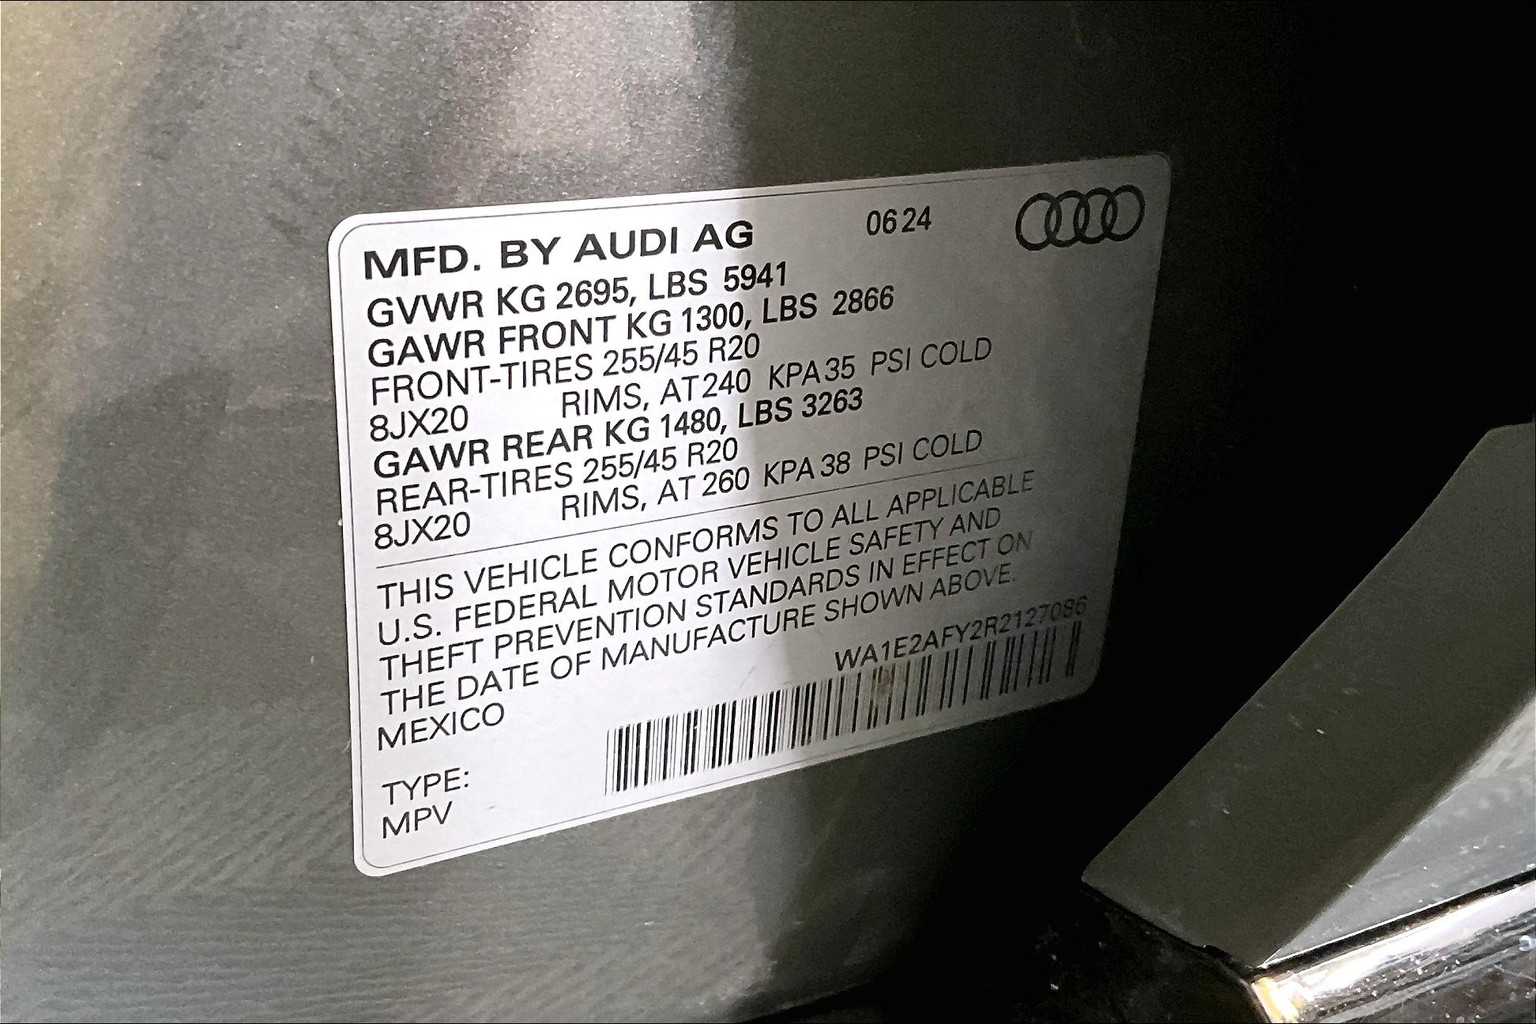 MFD. BY AUDI AG 06 24
GVWR KG 2695, LBS 5941
GAWR FRONT KG 1300, LBS 2866
FRONT-TIRES 255/45 R20
8JX20 RIMS, AT 240 KPA 35 PSI COLD
GAWR REAR KG 1480, LBS 3263
REAR-TIRES 255/45 R20
8JX20 RIMS, AT 260 KPA 38 PSI COLD
THIS VEHICLE CONFORMS TO ALL APPLICABLE
U.S. FEDERAL MOTOR VEHICLE SAFETY AND
THEFT PREVENTION STANDARDS IN EFFECT ON
THE DATE OF MANUFACTURE SHOWN ABOVE.
MEXICO
WA1E2AFY2R2127086
TYPE:
MPV